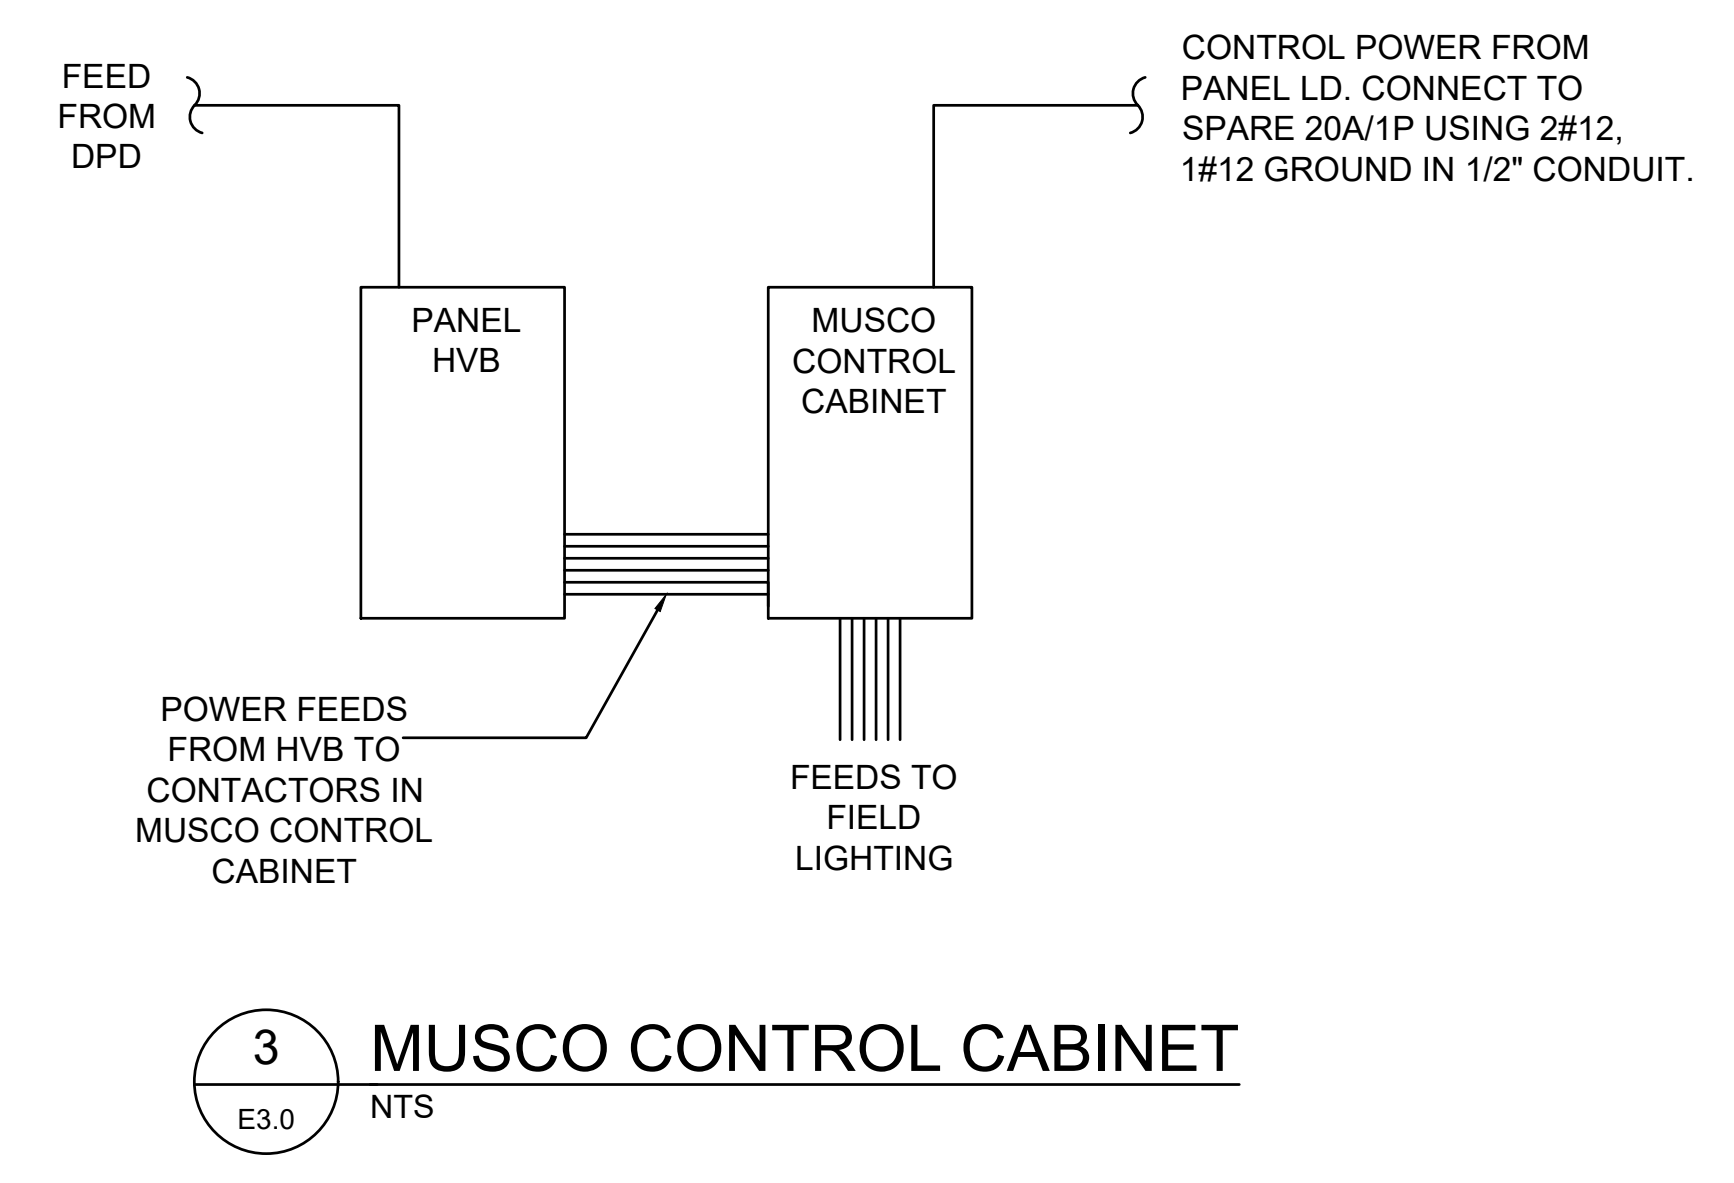 FEED
FROM
DPD
CONTROL POWER FROM
PANEL LD. CONNECT TO
SPARE 20A/1P USING 2#12,
1#12 GROUND IN 1/2" CONDUIT.
PANEL
HVB
MUSCO
CONTROL
CABINET
POWER FEEDS
FROM HVB TO
CONTACTORS IN
MUSCO CONTROL
CABINET
FEEDS TO
FIELD
LIGHTING
3
E3.0
MUSCO CONTROL CABINET
NTS